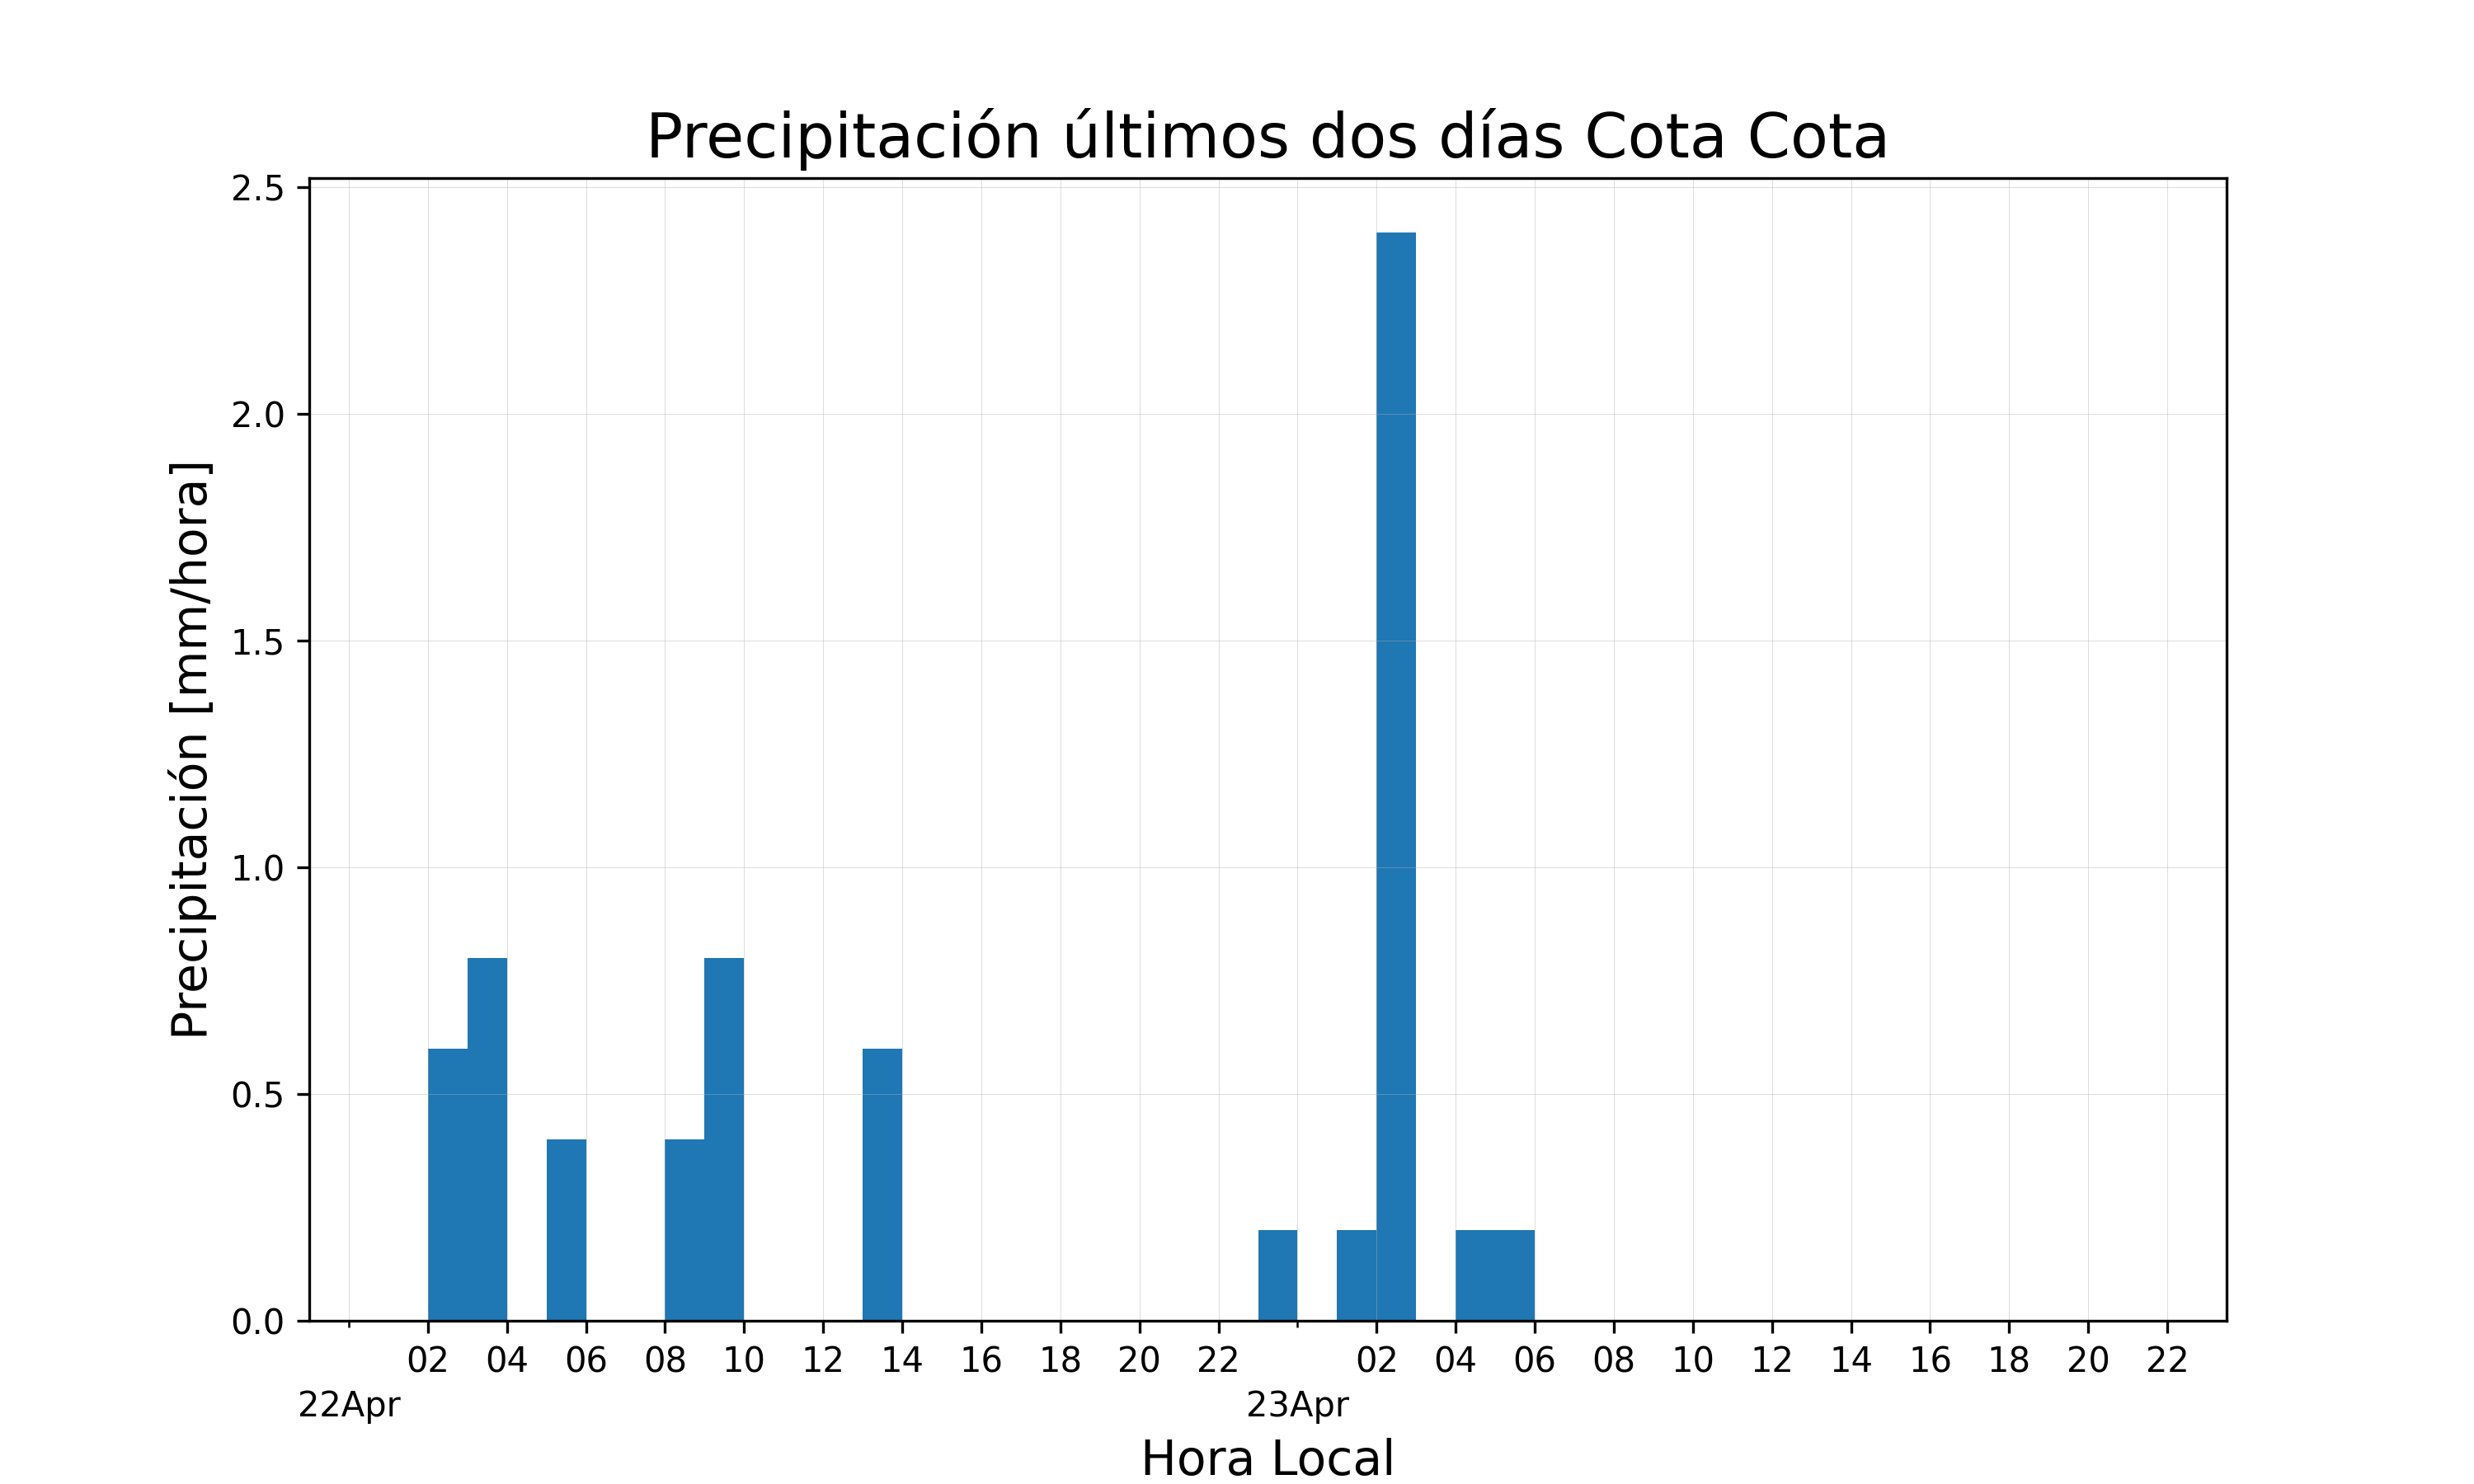 Precipitación últimos dos días Cota Cota
Precipitación [mm/hora]
2.5
2.0
1.5
1.0
0.5
0.0
02 04 06 08 10 12 14 16 18 20 22 02 04 06 08 10 12 14 16 18 20 22
22Apr 23Apr
Hora Local